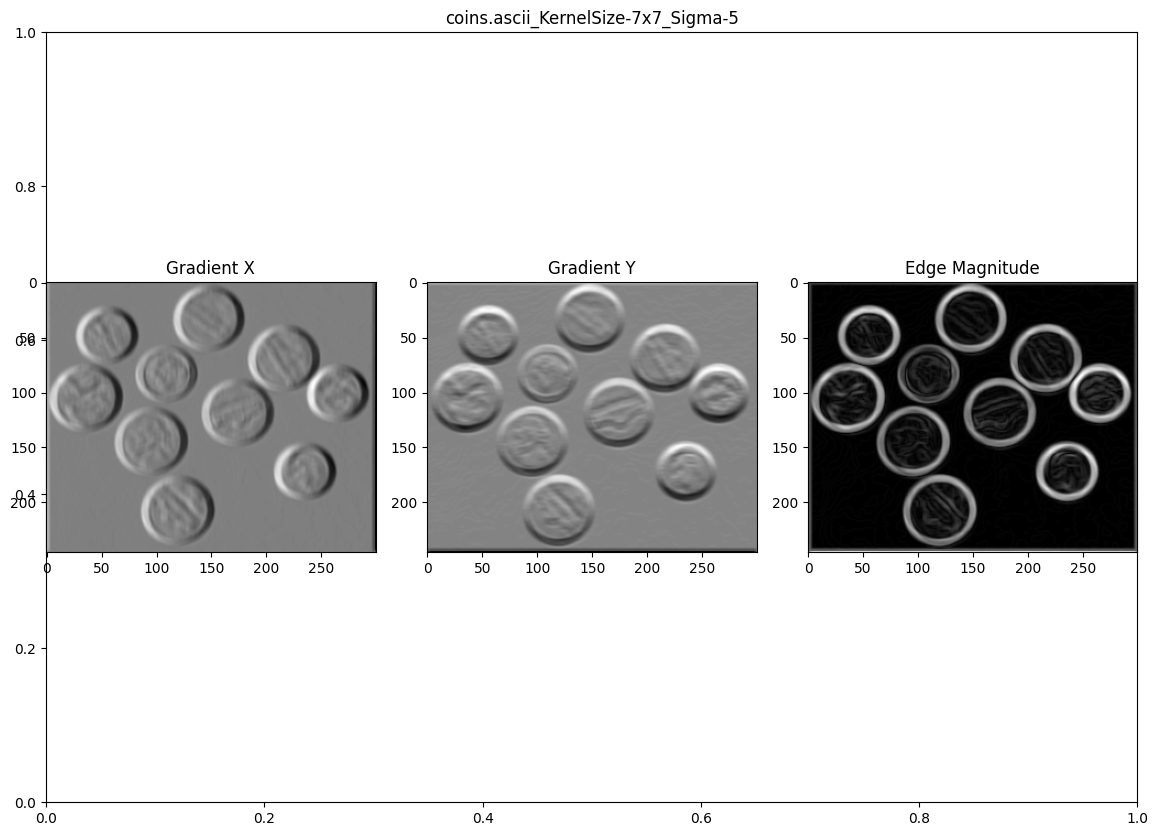 coins.ascii_KernelSize-7x7_Sigma-5
1.0
0.8
Gradient X Gradient Y Edge Magnitude
0 0 0
50 50 50
0.6
100 100 100
150 150 150
0.4
200 200 200
0 50 100 150 200 250 0 50 100 150 200 250 0 50 100 150 200 250
0.2
0.0
0.0 0.2 0.4 0.6 0.8 1.0